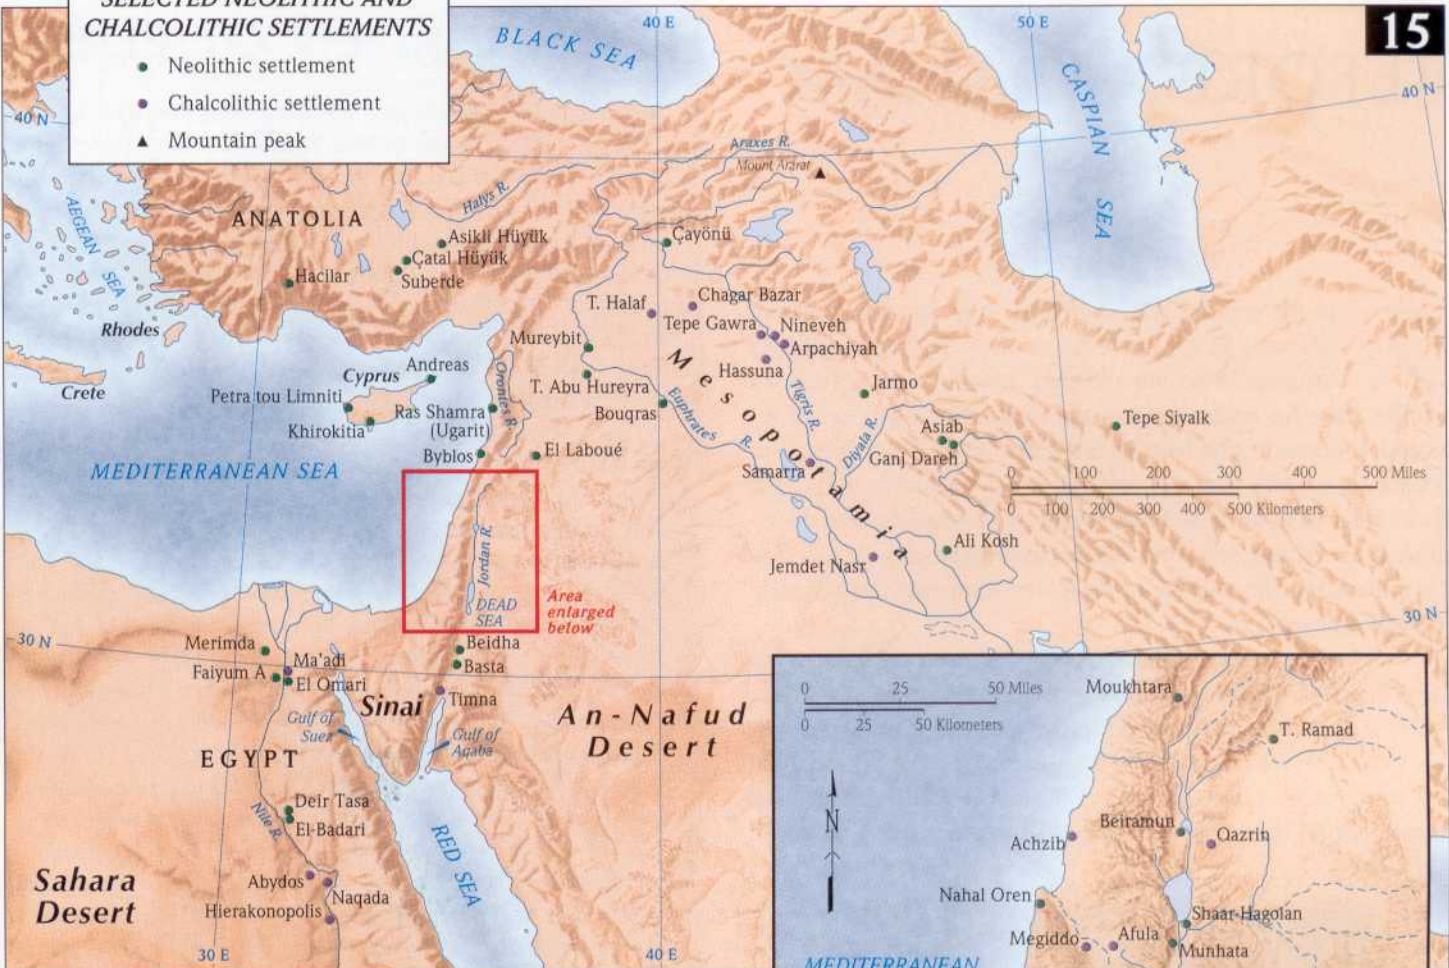 SELECTED NEOLITHIC AND
CHALCOLITHIC SETTLEMENTS
Neolithic settlement
Chalcolithic settlement
Mountain peak
15
40 E
50 E
BLACK SEA
CASPIAN
SEA
40 N
40 N
Araxes R.
Mount Ararat
Halys R.
ANATOLIA
AEGEAN
SEA
Asikli Hüyük
Çatal Hüyük
Suberde
Hacilar
Çayönü
Rhodes
Crete
T. Halaf
Chagar Bazar
Tepe Gawra
Nineveh
Arpachiyah
Hassuna
Mureybit
T. Abu Hureyra
Bouqras
Mesopotamia
Euphrates
R.
Tigris R.
Diyala R.
Jarmo
Asiab
Ganj Dareh
Tepe Siyalk
Samarra
Cyprus
Andreas
Petra tou Limniti
Khirokitia
Ras Shamra
(Ugarit)
Orontes R.
Byblos
El Laboué
MEDITERRANEAN SEA
0 100 200 300 400 500 Miles
0 100 200 300 400 500 Kilometers
Ali Kosh
Jemdet Nasr
Jordan R.
DEAD
SEA
Area
enlarged
below
30 N
30 N
Merimda
Faiyum A
Ma'adi
El Omari
Beidha
Basta
Timna
Sinai
Gulf of
Suez
Gulf of
Aqaba
An-Nafud
Desert
EGYPT
Nile R.
Deir Tasa
El-Badari
RED SEA
Sahara
Desert
Abydos
Naqada
Hierakonopolis
30 E
40 E
0 25 50 Miles
0 25 50 Kilometers
N
Moukhtara
T. Ramad
Beiramun
Qazrin
Achzib
Nahal Oren
Shaar-Hagolan
Megiddo
Afula
Munhata
MEDITERRANEAN